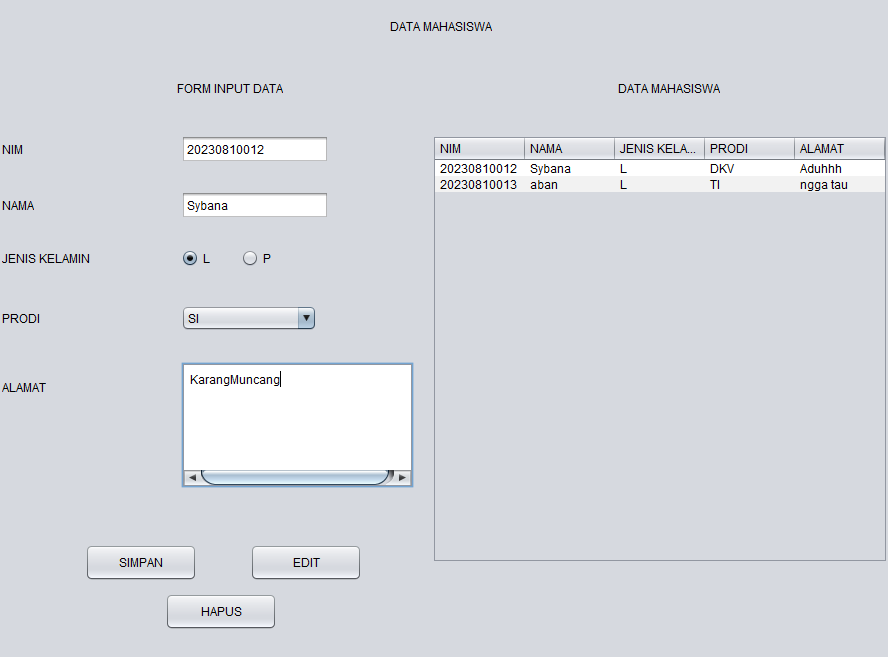 DATA MAHASISWA
FORM INPUT DATA
NIM 20230810012
NAMA Sybana
JENIS KELAMIN L P
PRODI SI
ALAMAT KarangMuncang
SIMPAN EDIT
HAPUS
DATA MAHASISWA
NIM NAMA JENIS KELA... PRODI ALAMAT
20230810012 Sybana L DKV Aduhhh
20230810013 aban L TI ngga tau